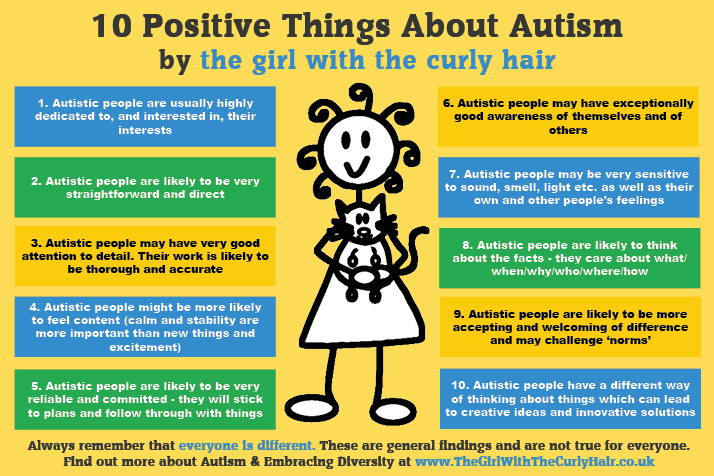 10 Positive Things About Autism
by the girl with the curly hair
1. Autistic people are usually highly
dedicated to, and interested in, their
interests
2. Autistic people are likely to be very
straightforward and direct
3. Autistic people may have very good
attention to detail. Their work is likely to
be thorough and accurate
4. Autistic people might be more likely
to feel content (calm and stability are
more important than new things and
excitement)
5. Autistic people are likely to be very
reliable and committed - they will stick
to plans and follow through with things
6. Autistic people may have exceptionally
good awareness of themselves and of
others
7. Autistic people may be very sensitive
to sound, smell, light etc. as well as their
own and other people's feelings
8. Autistic people are likely to think
about the facts - they care about what/
when/why/who/where/how
9. Autistic people are likely to be more
accepting and welcoming of difference
and may challenge 'norms'
10. Autistic people have a different way
of thinking about things which can lead
to creative ideas and innovative solutions
Always remember that everyone is different. These are general findings and are not true for everyone.
Find out more about Autism & Embracing Diversity at www.TheGirlWithTheCurlyHair.co.uk